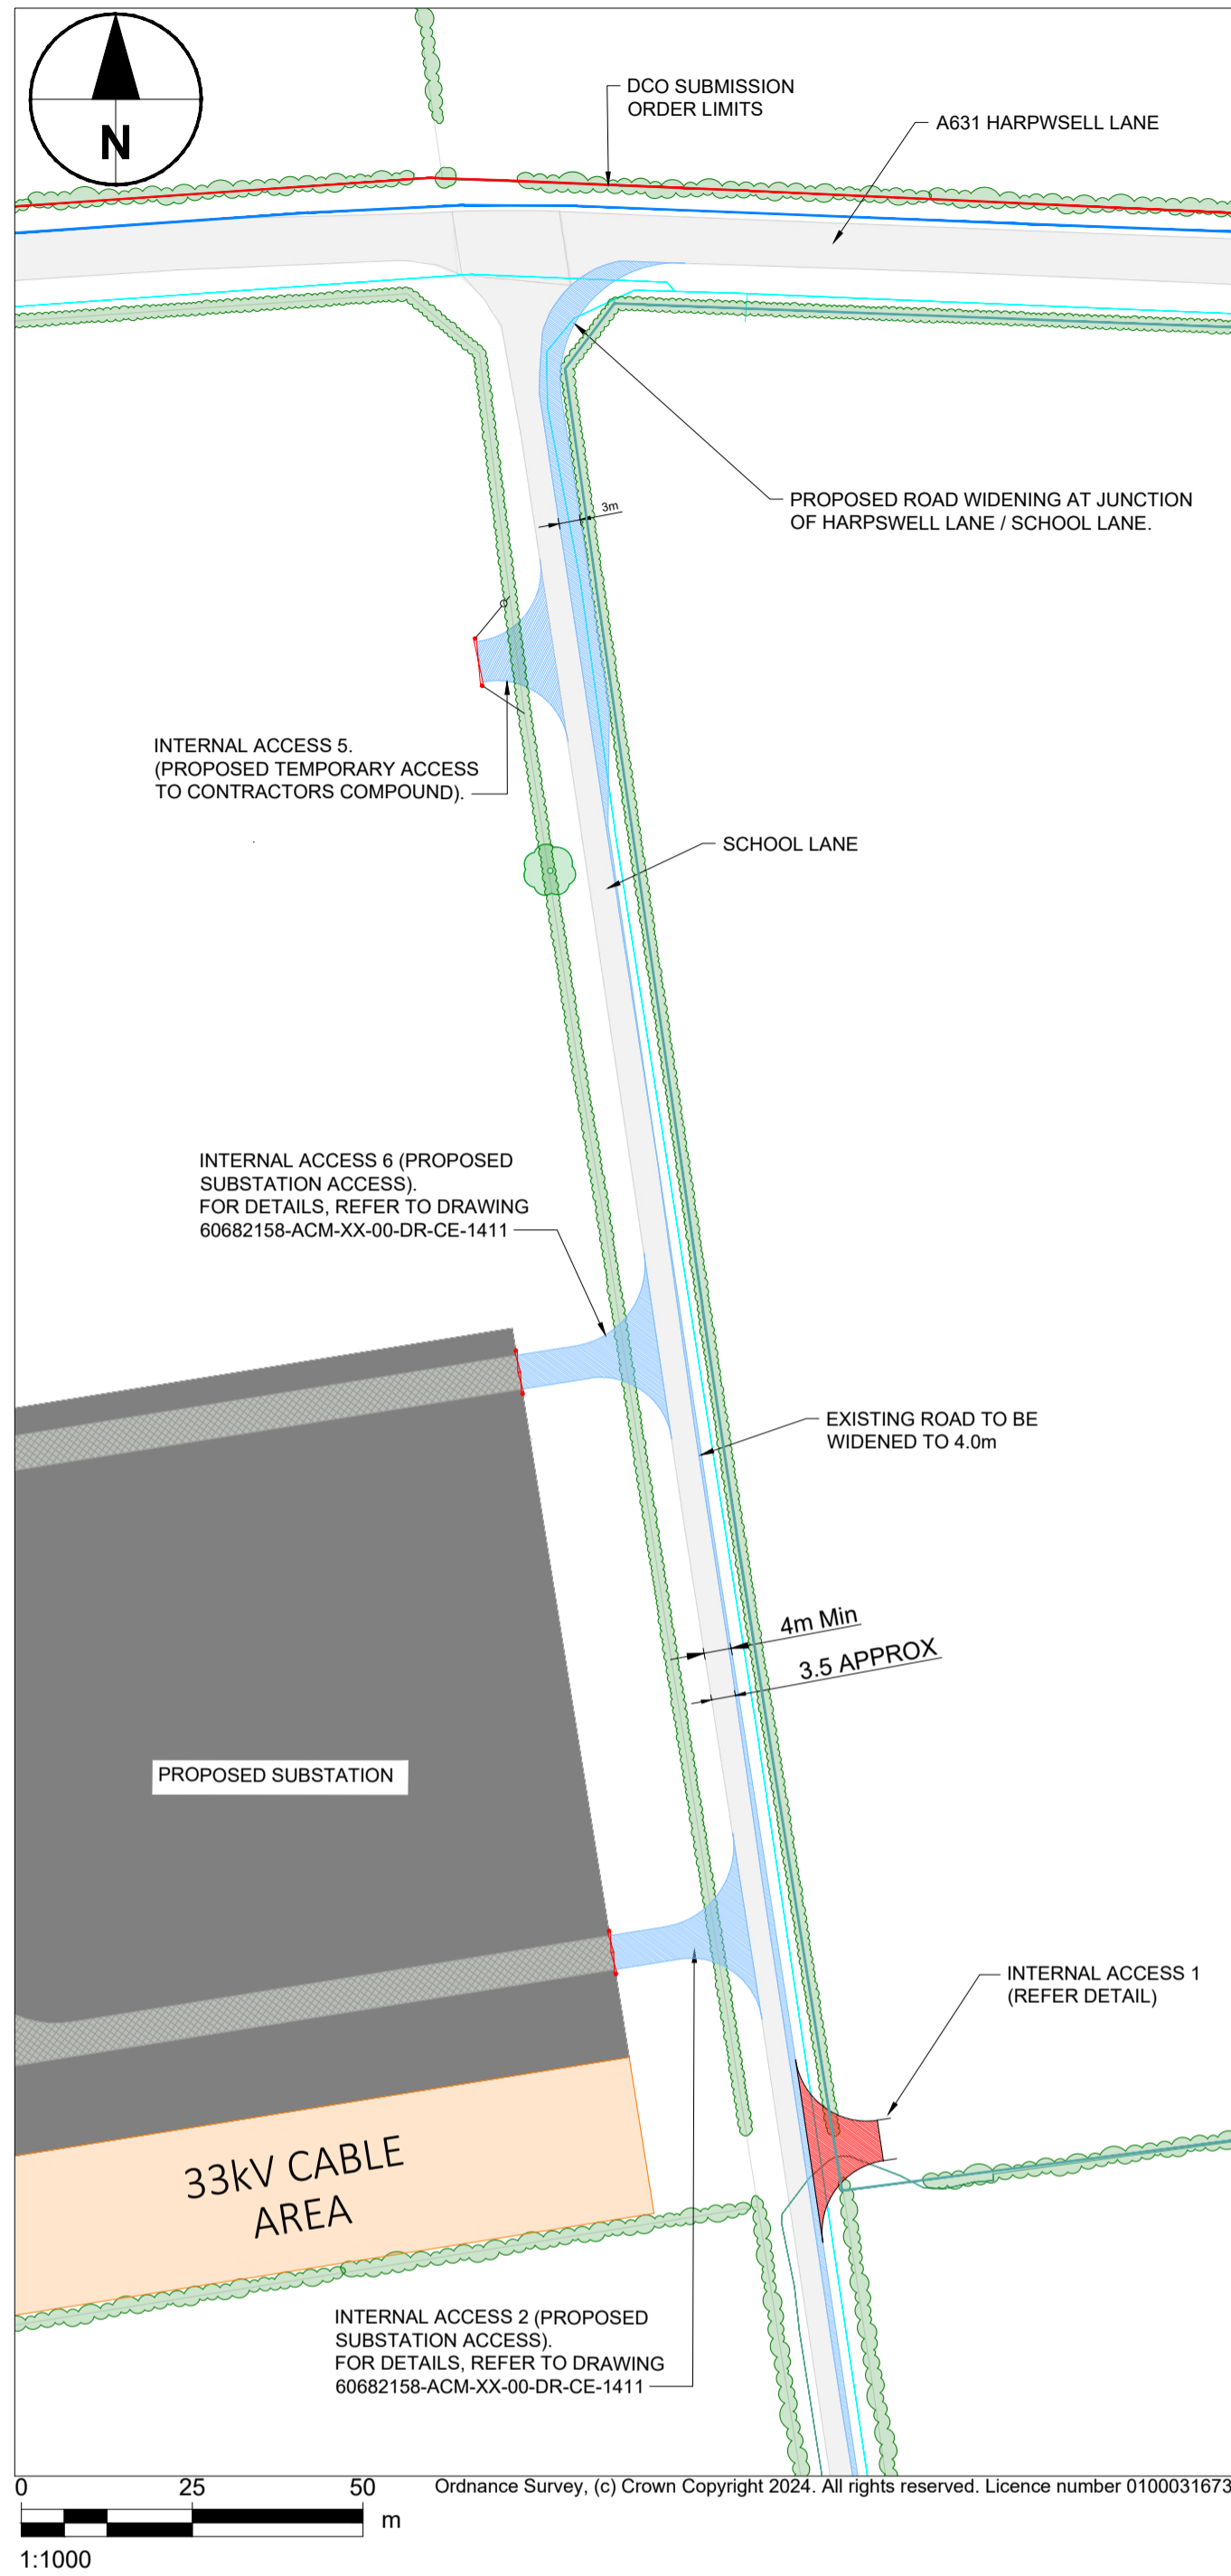 N
DCO SUBMISSION
ORDER LIMITS
A631 HARPWSELL LANE
PROPOSED ROAD WIDENING AT JUNCTION
OF HARPSWELL LANE / SCHOOL LANE.
3m
INTERNAL ACCESS 5.
(PROPOSED TEMPORARY ACCESS
TO CONTRACTORS COMPOUND).
SCHOOL LANE
INTERNAL ACCESS 6 (PROPOSED
SUBSTATION ACCESS).
FOR DETAILS, REFER TO DRAWING
60682158-ACM-XX-00-DR-CE-1411
EXISTING ROAD TO BE
WIDENED TO 4.0m
4m Min
3.5 APPROX
PROPOSED SUBSTATION
INTERNAL ACCESS 1
(REFER DETAIL)
33kV CABLE
AREA
INTERNAL ACCESS 2 (PROPOSED
SUBSTATION ACCESS).
FOR DETAILS, REFER TO DRAWING
60682158-ACM-XX-00-DR-CE-1411
0 25 50
m
1:1000
Ordnance Survey, (c) Crown Copyright 2024. All rights reserved. Licence number 0100031673